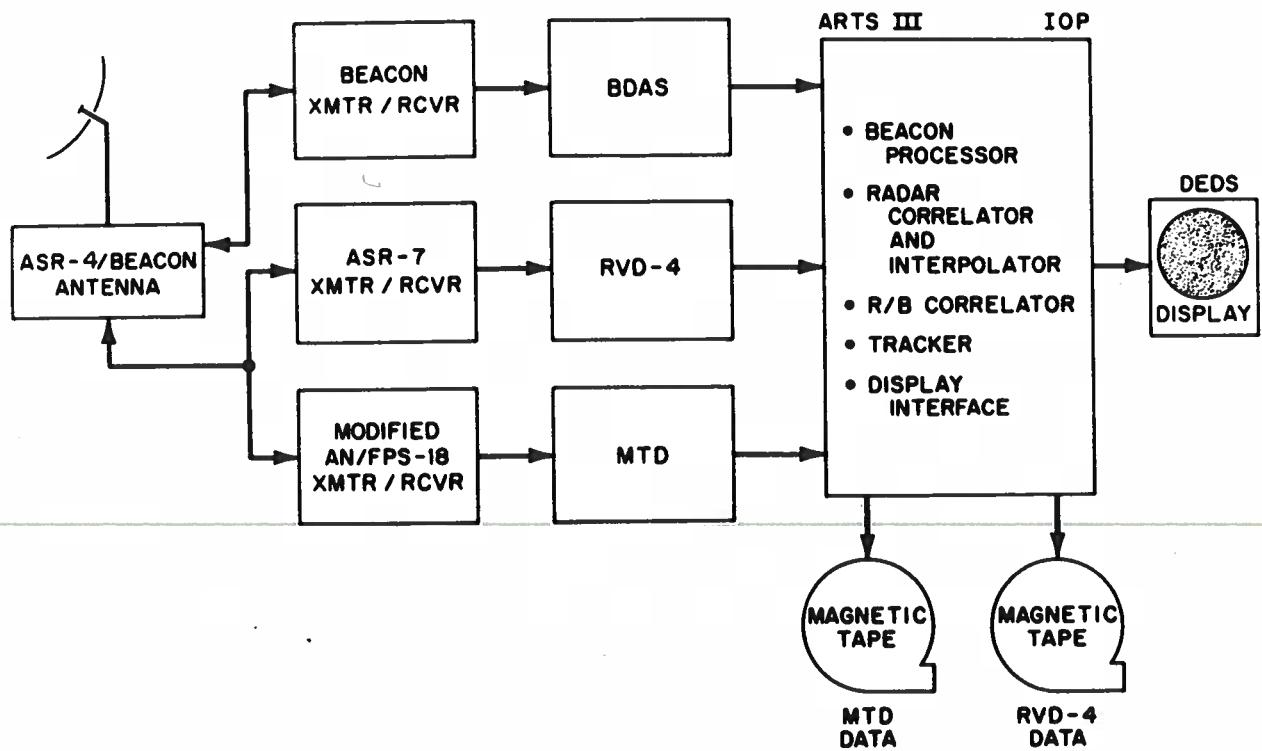 ARTS III IOP
BEACON
XMTR / RCVR
BDAS
• BEACON
PROCESSOR
• RADAR
CORRELATOR
AND
INTERPOLATOR
• R/B CORRELATOR
• TRACKER
• DISPLAY
INTERFACE
DEDS
DISPLAY
ASR-4/BEACON
ANTENNA
ASR-7
XMTR / RCVR
RVD-4
MODIFIED
AN/FPS-18
XMTR / RCVR
MTD
MAGNETIC
TAPE
MTD
DATA
MAGNETIC
TAPE
RVD-4
DATA